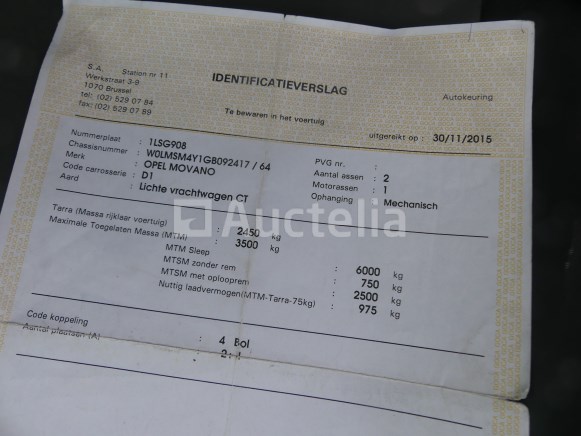 IDENTIFICATIEVERSLAG
S.A. Station nr 11
Werkstraat 3-9
1070 Brussel
tel: (02) 529 07 84
fax: (02) 529 07 89
Autokeuring
Te bewaren in het voertuig
uitgereikt op : 30/11/2015
Nummerplaat : 1LSG908
Chassisnummer : W0LMSM4Y1GB092417 / 64
Merk : OPEL MOVANO
Code carrosserie : D1
Aard : Lichte vrachtwagen CT
PVG nr. :
Aantal assen : 2
Motorassen : 1
Ophanging : Mechanisch
Auctelia
Tarra (Massa rijklaar voertuig) : 2450 kg
Maximale Toegelaten Massa (MTM) : 3500 kg
MTM Sleep : 6000 kg
MTSM zonder rem : 750 kg
MTSM met oplooprem : 2500 kg
Nuttig laadvermogen(MTM-Tarra-75kg) : 975 kg
Code koppeling : 4 Bol
Aantal plaatsen (A) :